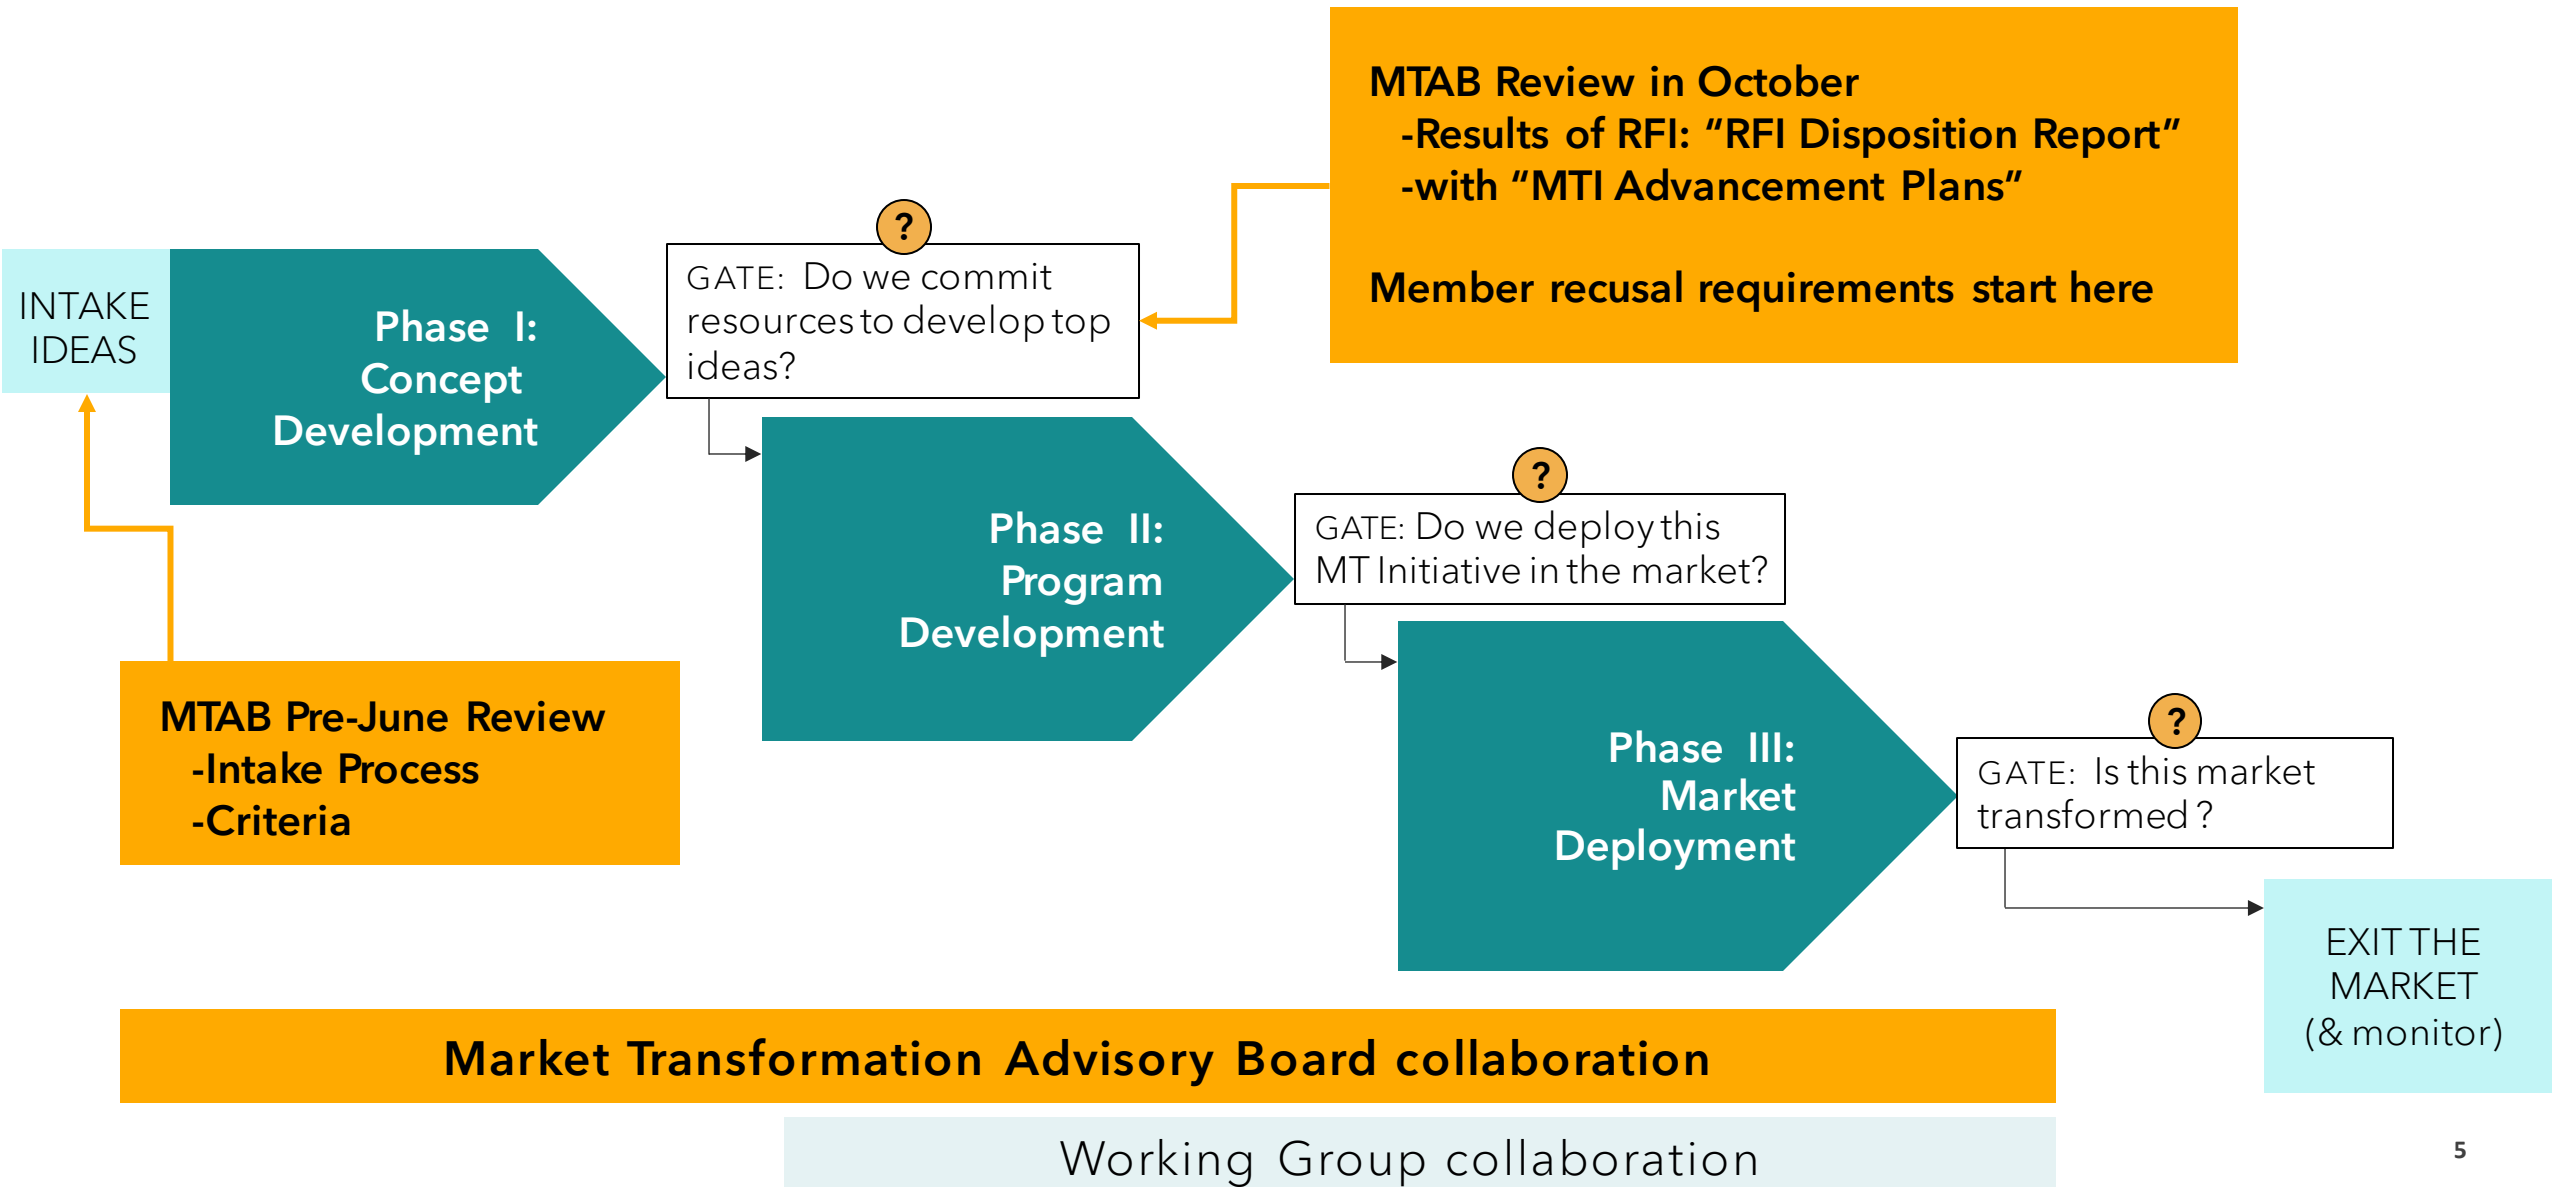 MTAB Review in October
-Results of RFI: “RFI Disposition Report”
-with “MTI Advancement Plans”
Member recusal requirements start here
INTAKE
IDEAS
Phase I:
Concept
Development
?
GATE: Do we commit
resources to develop top
ideas?
Phase II:
Program
Development
?
GATE: Do we deploy this
MT Initiative in the market?
MTAB Pre-June Review
-Intake Process
-Criteria
Phase III:
Market
Deployment
?
GATE: Is this market
transformed ?
EXIT THE
MARKET
(& monitor)
Market Transformation Advisory Board collaboration
Working Group collaboration
5